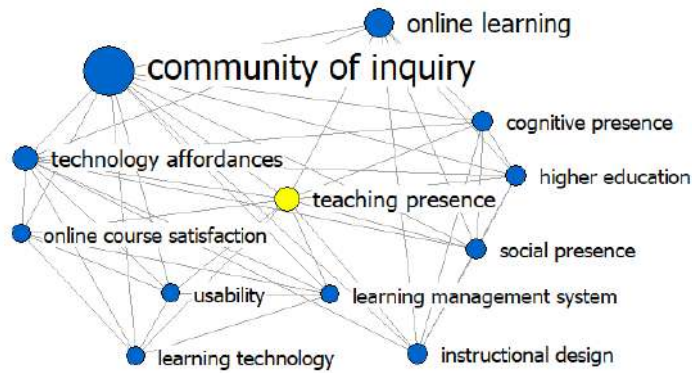 online learning
community of inquiry
cognitive presence
technology affordances
higher education
teaching presence
online course satisfaction
social presence
usability
learning management system
learning technology
instructional design